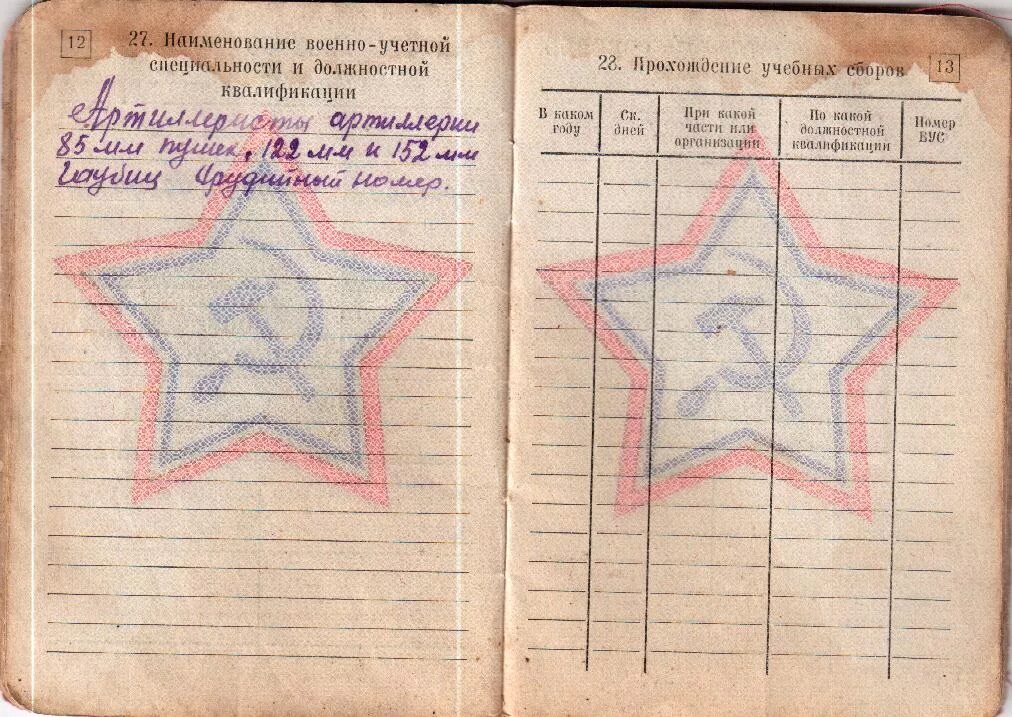 12
27. Наименование военно-учетной
специальности и должностной
квалификации
Артиллеристы артиллерии
85 мм пушек, 122 мм и 152 мм
гаубиц Орудийный номер.
28. Прохождение учебных сборов
13
В каком
году
Ск.
дней
При какой
части или
организации
По какой
должностной
квалификации
Номер
ВУС